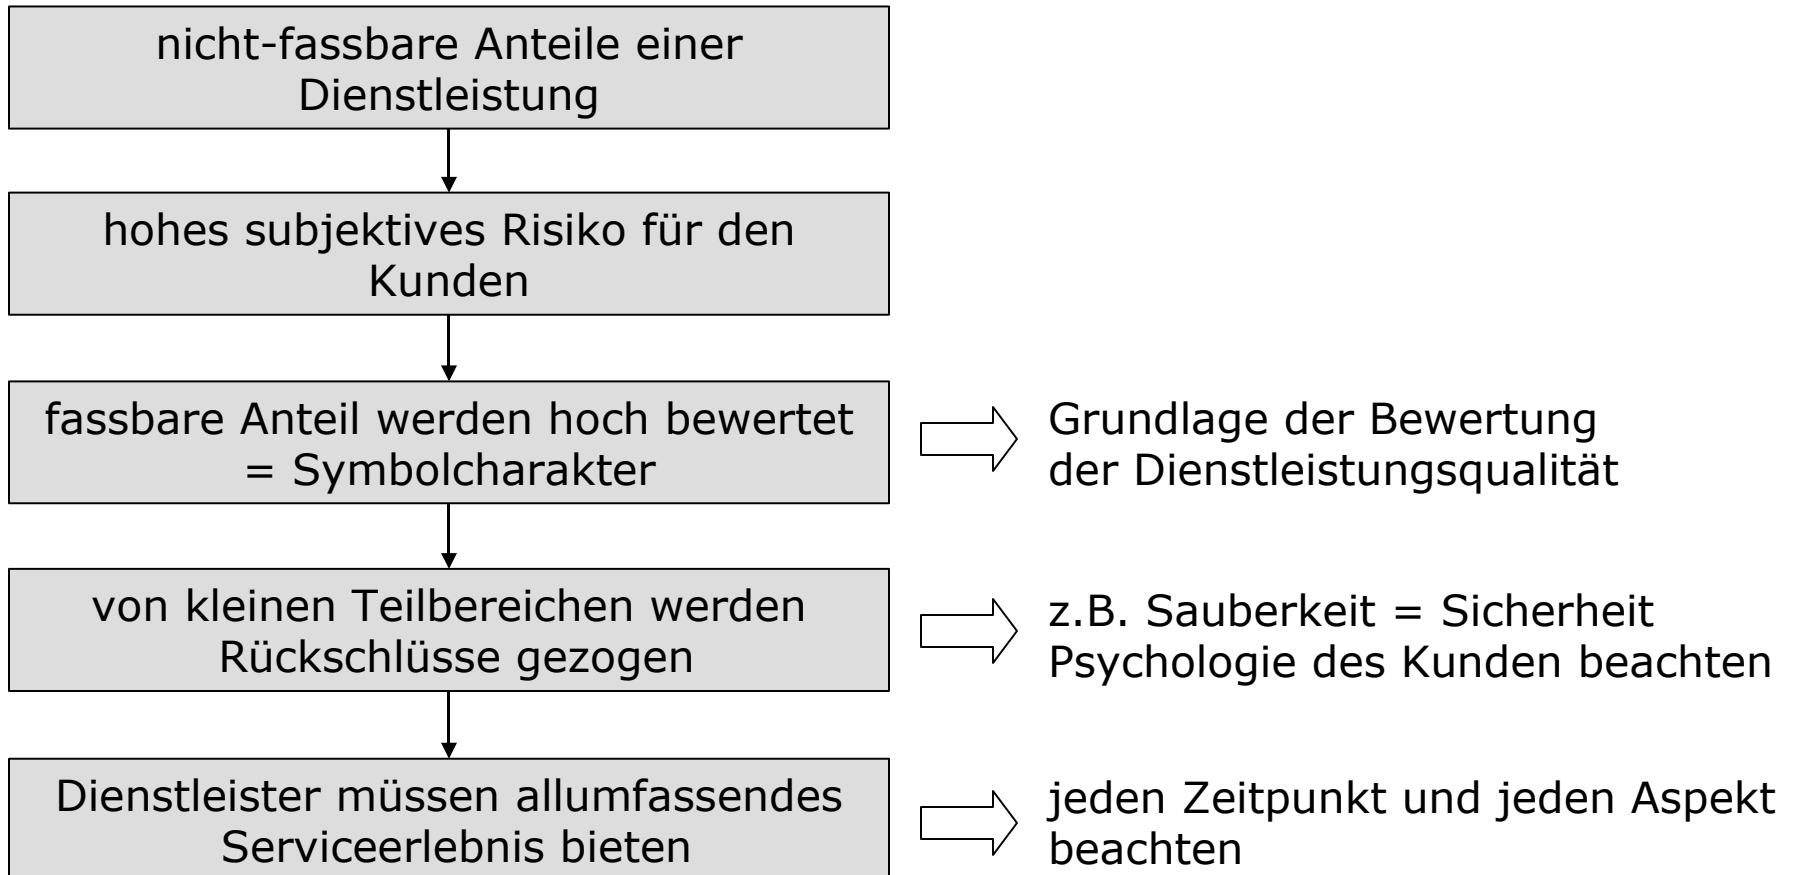 nicht-fassbare Anteile einer
Dienstleistung
hohes subjektives Risiko für den
Kunden
fassbare Anteil werden hoch bewertet
= Symbolcharakter
Grundlage der Bewertung
der Dienstleistungsqualität
von kleinen Teilbereichen werden
Rückschlüsse gezogen
z.B. Sauberkeit = Sicherheit
Psychologie des Kunden beachten
Dienstleister müssen allumfassendes
Serviceerlebnis bieten
jeden Zeitpunkt und jeden Aspekt
beachten